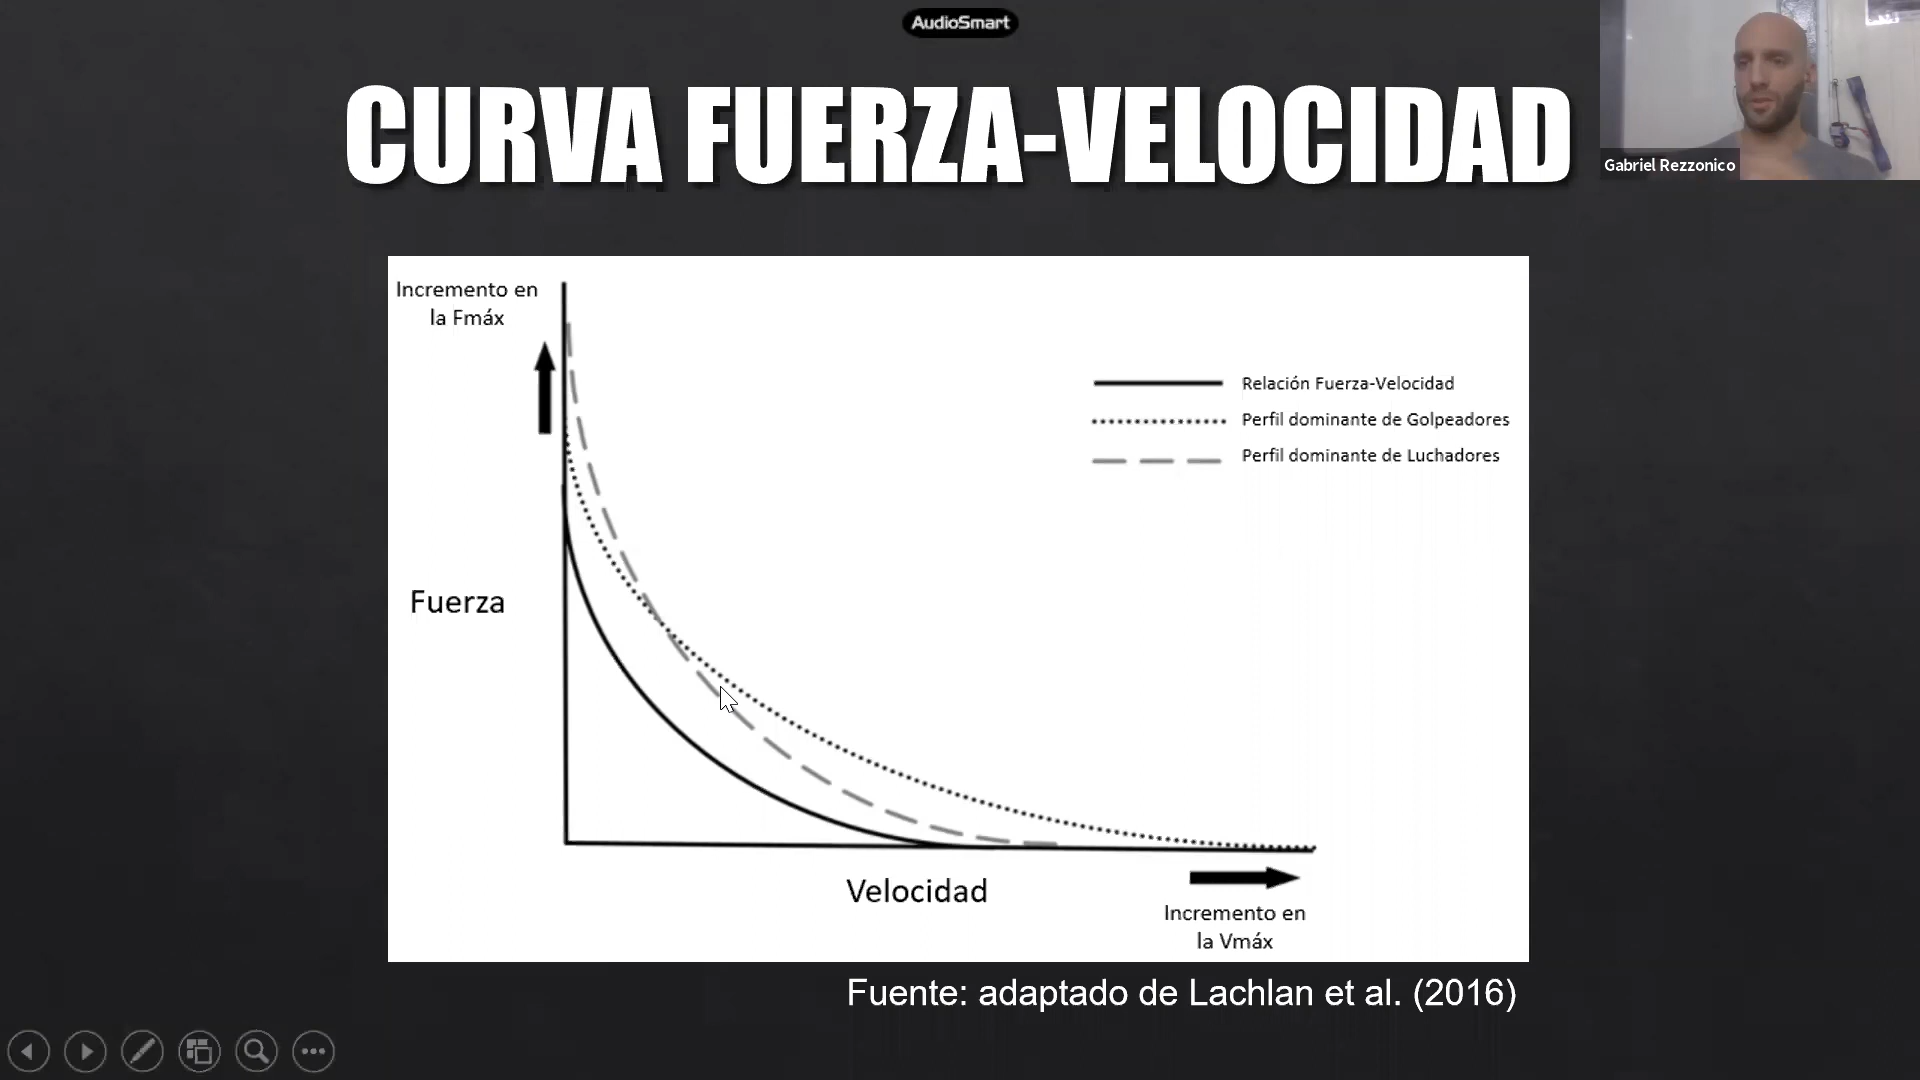 AudioSmart
CURVA FUERZA-VELOCIDAD
Gabriel Rezzonico
Incremento en
la Fmáx
Relación Fuerza-Velocidad
Perfil dominante de Golpeadores
Perfil dominante de Luchadores
Fuerza
Velocidad
Incremento en
la Vmáx
Fuente: adaptado de Lachlan et al. (2016)